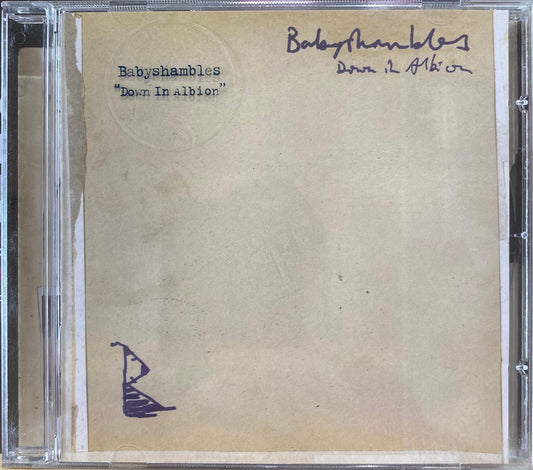 Babyshambles
Down in Albion
Babyshambles
"Down In Albion"